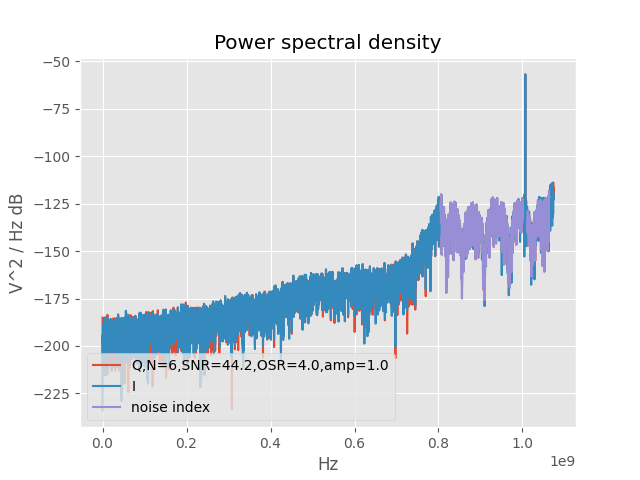 Power spectral density
V^2 / Hz dB
−50
−75
−100
−125
−150
−175
−200
−225
Q,N=6,SNR=44.2,OSR=4.0,amp=1.0
I
noise index
0.0 0.2 0.4 0.6 0.8 1.0
1e9
Hz